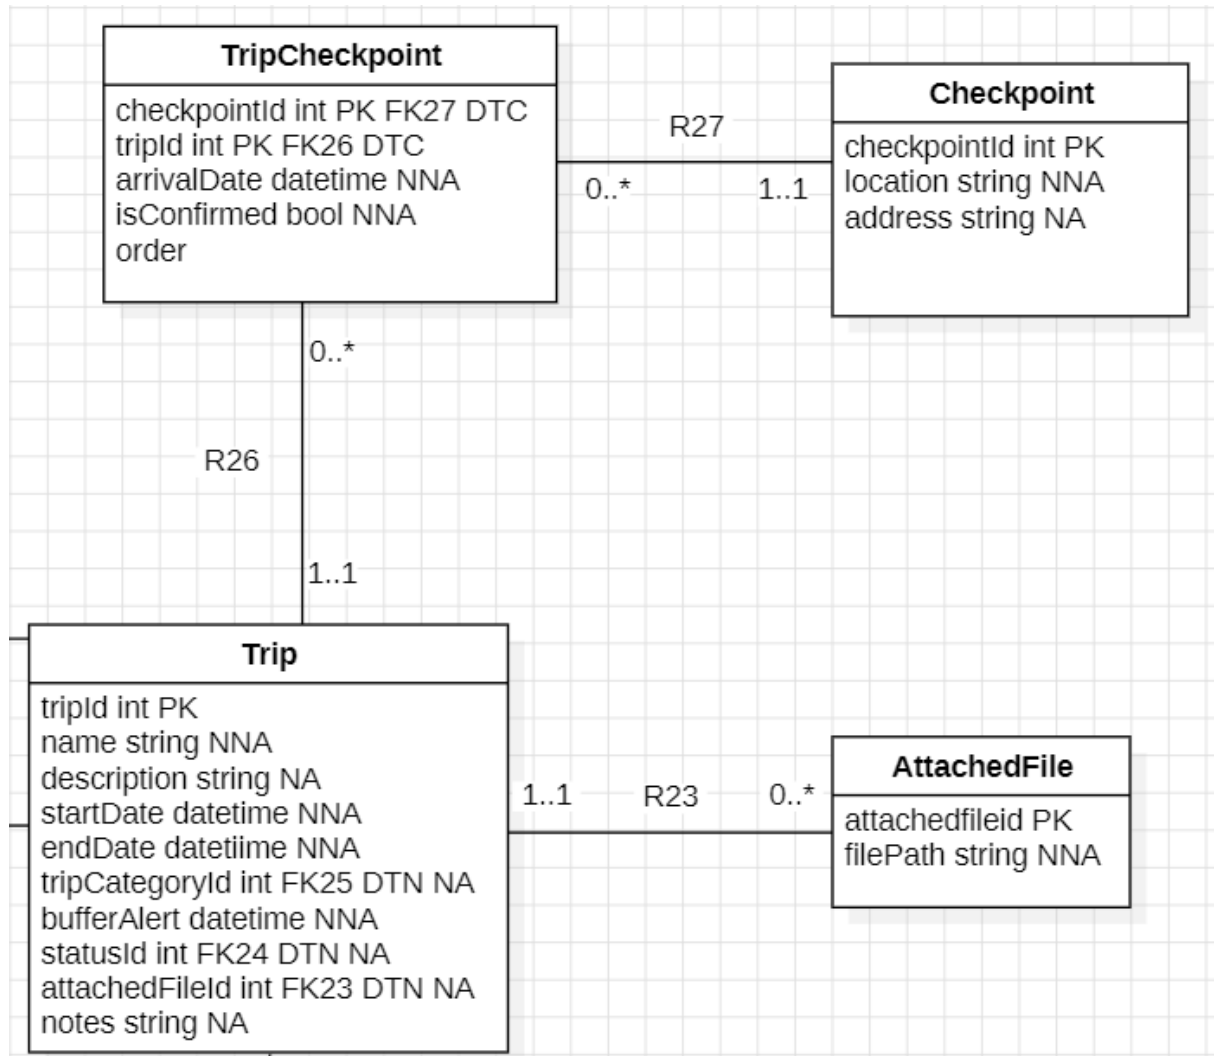 TripCheckpoint
checkpointId int PK FK27 DTC
tripId int PK FK26 DTC
arrivalDate datetime NNA
isConfirmed bool NNA
order
R27
0..*
1..1
Checkpoint
checkpointId int PK
location string NNA
address string NA
0..*
R26
1..1
Trip
tripId int PK
name string NNA
description string NA
startDate datetime NNA
endDate datetiime NNA
tripCategoryId int FK25 DTN NA
bufferAlert datetime NNA
statusId int FK24 DTN NA
attachedFileId int FK23 DTN NA
notes string NA
1..1
R23
0..*
AttachedFile
attachedfileid PK
filePath string NNA